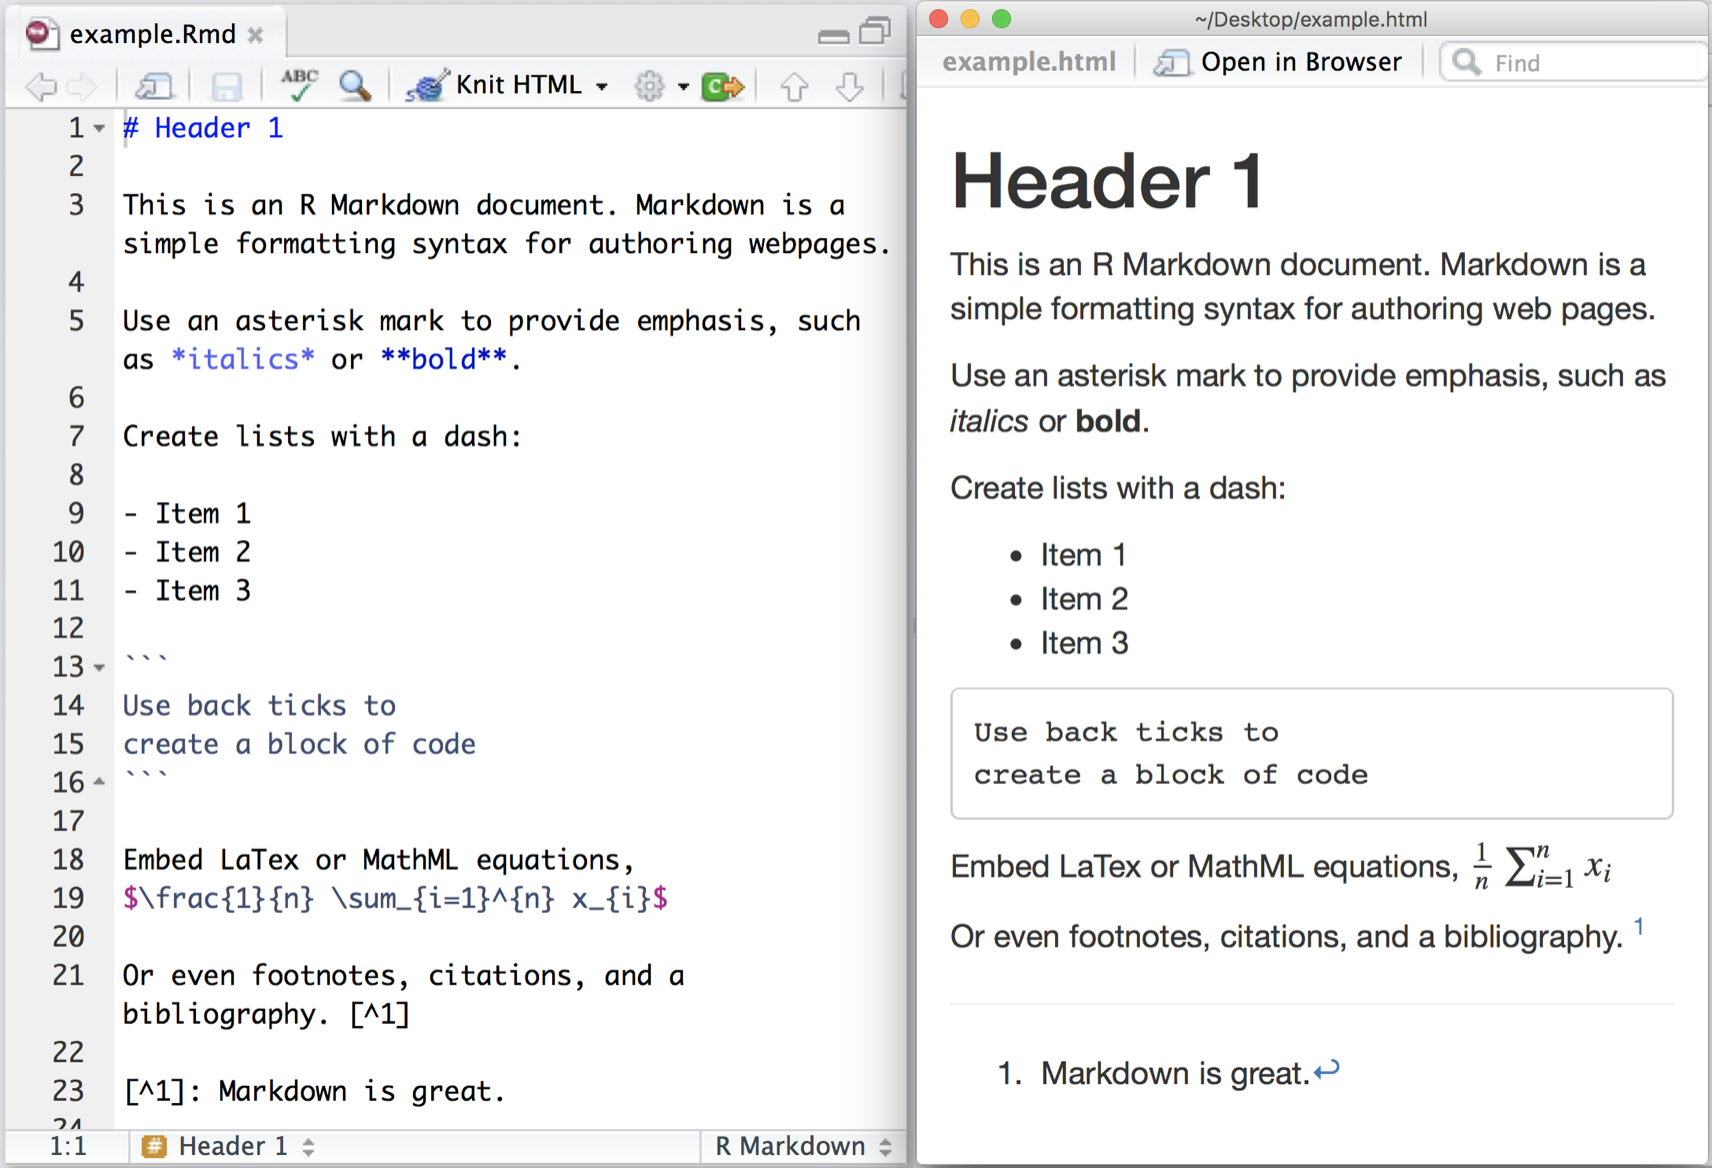 example.Rmd
ABC
Knit HTML
1 # Header 1
2
3 This is an R Markdown document. Markdown is a
simple formatting syntax for authoring webpages.
4
5 Use an asterisk mark to provide emphasis, such
as *italics* or **bold**.
6
7 Create lists with a dash:
8
9 - Item 1
10 - Item 2
11 - Item 3
12
13 ```
14 Use back ticks to
15 create a block of code
16 ```
17
18 Embed LaTex or MathML equations,
19 $\frac{1}{n} \sum_{i=1}^{n} x_{i}$
20
21 Or even footnotes, citations, and a
bibliography. [^1]
22
23 [^1]: Markdown is great.
24
1:1 # Header 1 R Markdown
~/Desktop/example.html
example.html Open in Browser Find
Header 1
This is an R Markdown document. Markdown is a
simple formatting syntax for authoring web pages.
Use an asterisk mark to provide emphasis, such as
italics or bold.
Create lists with a dash:
• Item 1
• Item 2
• Item 3
Use back ticks to
create a block of code
Embed LaTex or MathML equations, 1/n ∑ⁿᵢ₌₁ xᵢ
Or even footnotes, citations, and a bibliography. 1
1. Markdown is great.↩